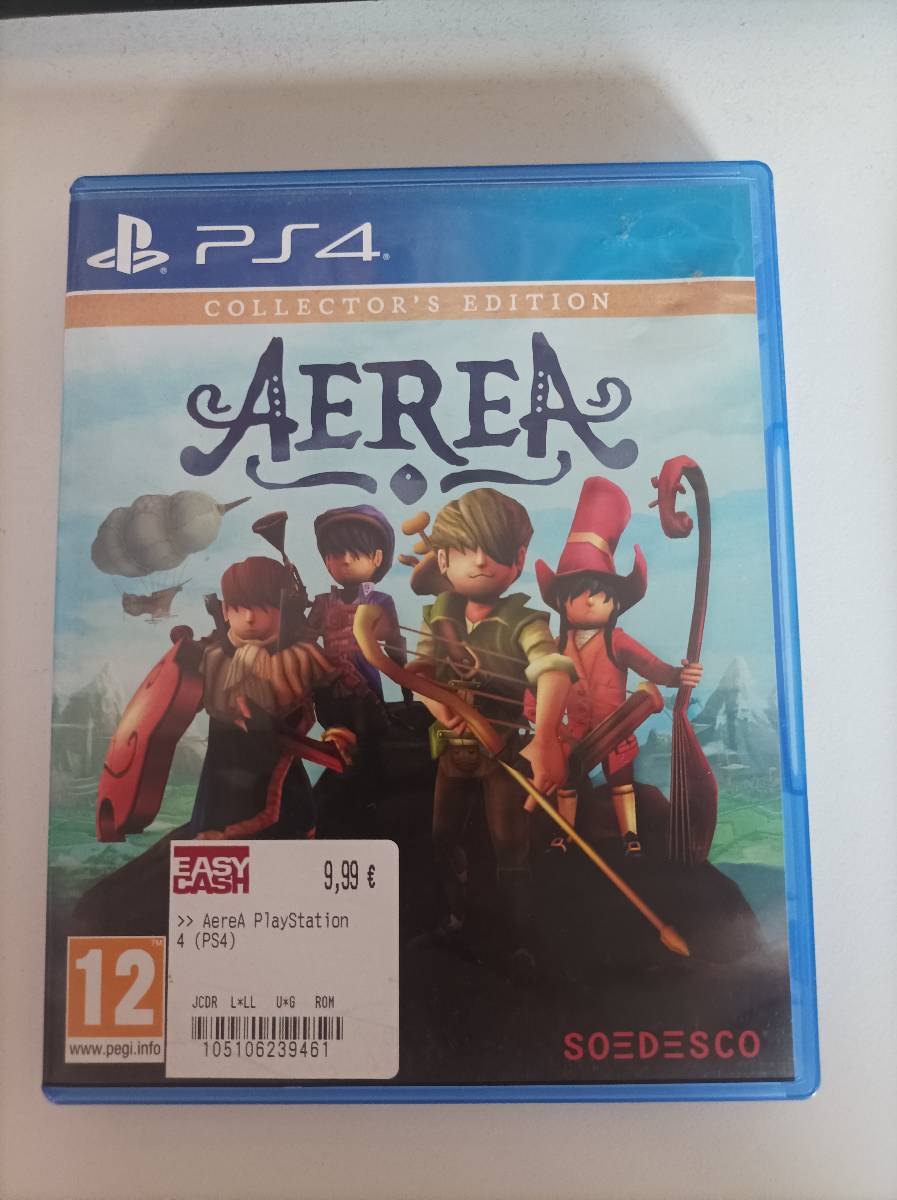 PS4
COLLECTOR'S EDITION
AEREA
EASY
CASH
9,99 €
>> AereA PlayStation
4 (PS4)
JCDR L*LL U*G ROM
105106239461
12
www.pegi.info
SOEDESCO